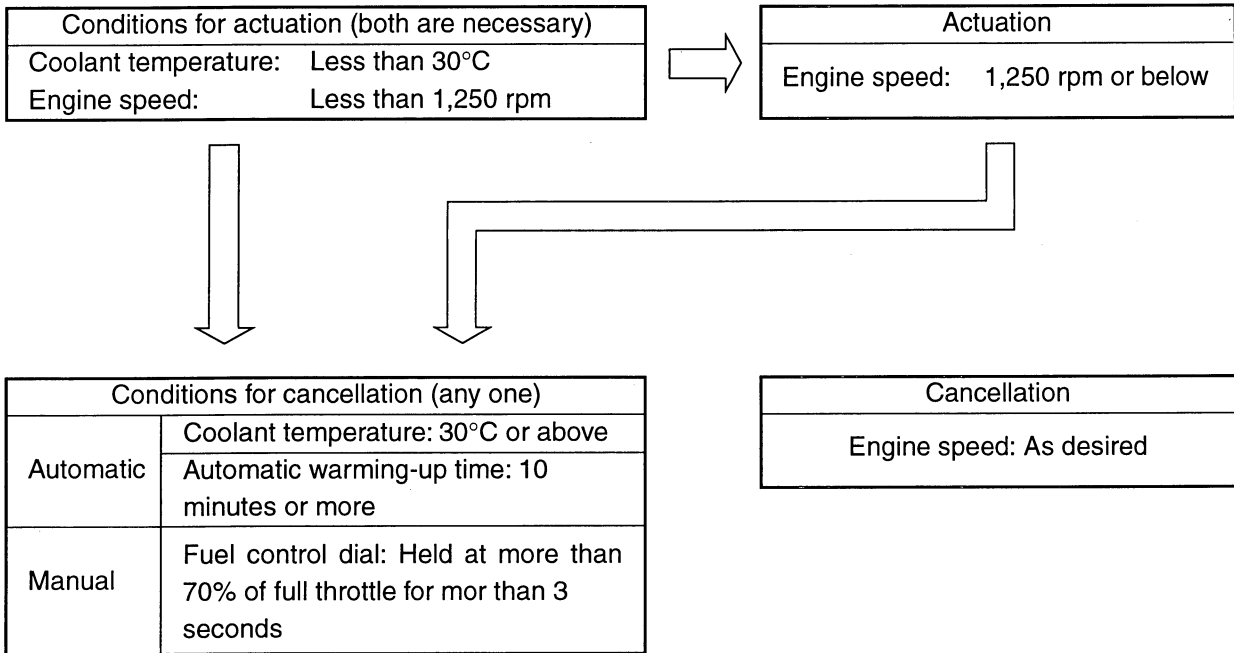 Conditions for actuation (both are necessary)
Coolant temperature: Less than 30°C
Engine speed: Less than 1,250 rpm
Actuation
Engine speed: 1,250 rpm or below
Conditions for cancellation (any one)
Automatic
Coolant temperature: 30°C or above
Automatic warming-up time: 10
minutes or more
Manual
Fuel control dial: Held at more than
70% of full throttle for mor than 3
seconds
Cancellation
Engine speed: As desired